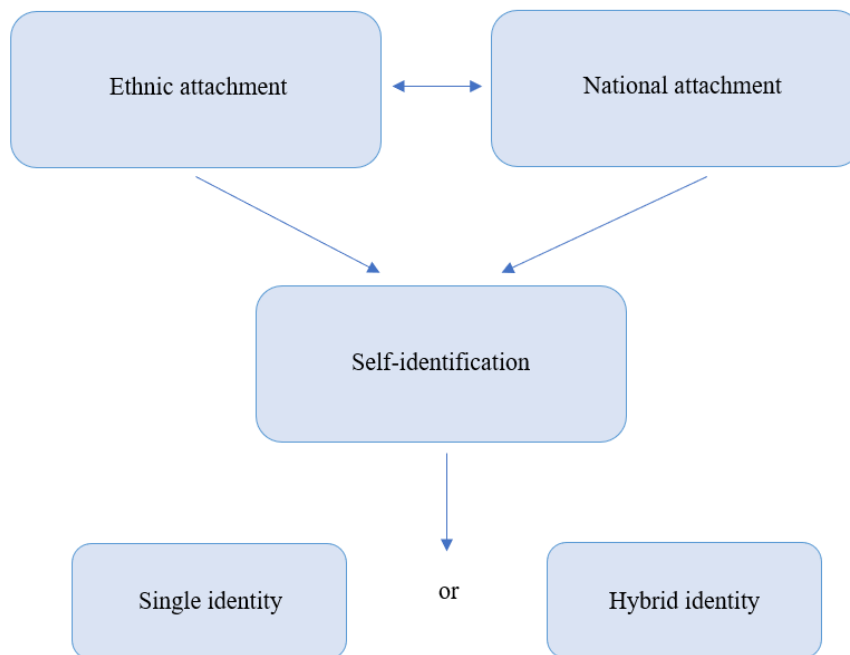 Ethnic attachment
National attachment
Self-identification
Single identity
or
Hybrid identity